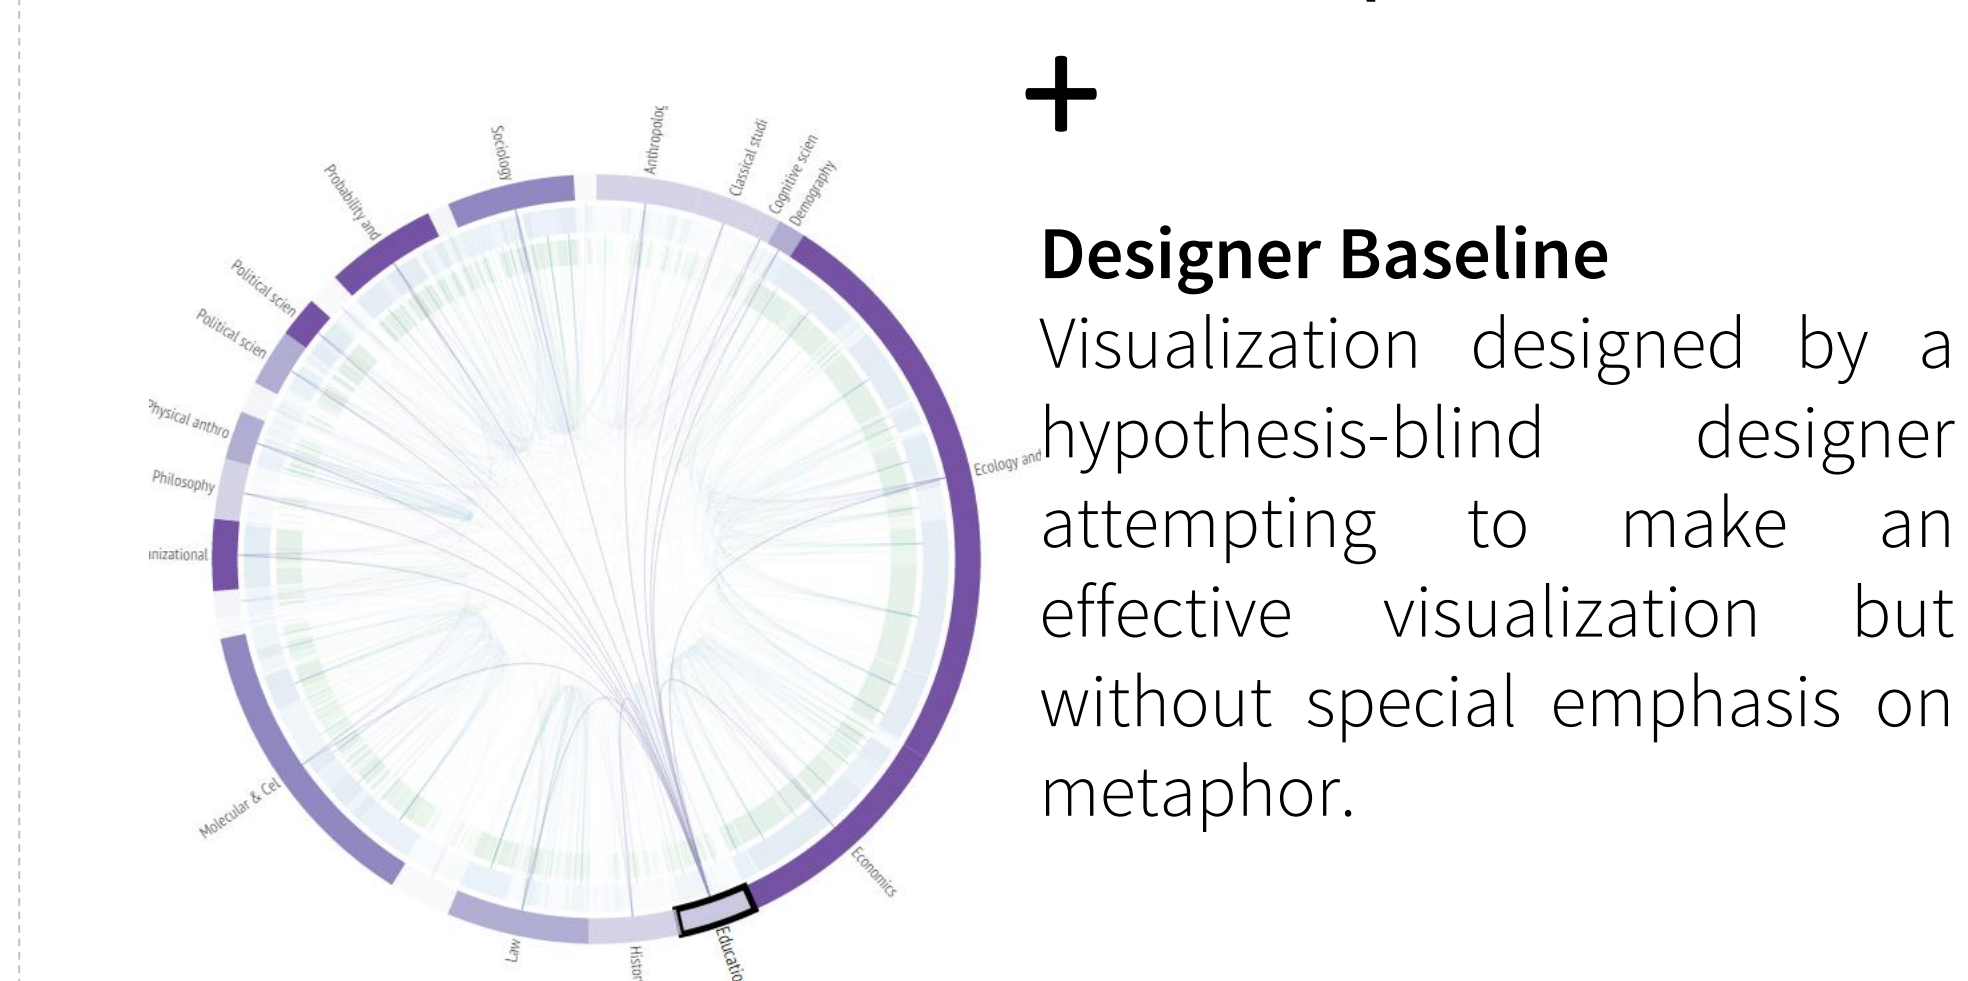 +
Sociology
Anthropolog
Classical studi
Cognitive scien
Demography
Probability and
Political scien
Political scien
Physical anthro
Philosophy
nizational
Molecular & Cel
Law
Histor
Educatio
Economics
Ecology and
Designer Baseline
Visualization designed by a
hypothesis-blind designer
attempting to make an
effective visualization but
without special emphasis on
metaphor.